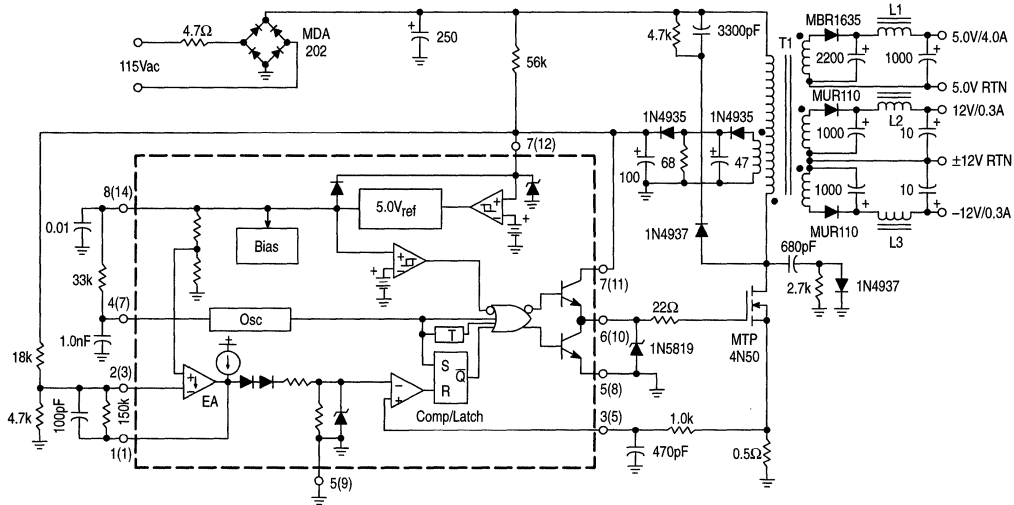 4.7Ω
MDA
202
115Vac
+
250
56k
4.7k
3300pF
T1
MBR1635
L1
+
2200
+
1000
5.0V/4.0A
5.0V RTN
MUR110
L2
+
1000
+
10
12V/0.3A
±12V RTN
+
1000
+
10
MUR110
L3
–12V/0.3A
1N4935
1N4935
+
100
68
+
47
7(12)
8(14)
0.01
5.0Vref
+
–
+
–
Bias
+
–
+
33k
4(7)
1.0nF
Osc
7(11)
1N4937
680pF
2.7k
1N4937
22Ω
6(10)
1N5819
MTP
4N50
T
S
Q
R
Comp/Latch
5(8)
18k
2(3)
+
–
+
EA
–
+
3(5)
1.0k
4.7k
100pF
150k
1(1)
470pF
0.5Ω
5(9)